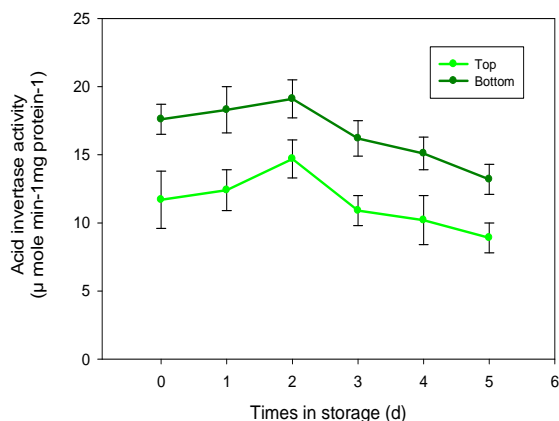 25
20
15
10
5
0
Acid invertase activity
(µ mole min-1mg protein-1)
Top
Bottom
0 1 2 3 4 5 6
Times in storage (d)